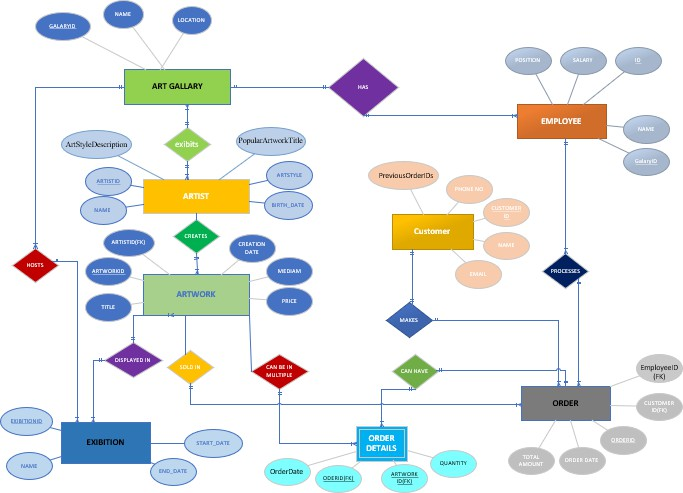 NAME
GALARYID
LOCATION
ART GALLARY
HAS
POSITION
SALARY
ID
EMPLOYEE
NAME
GalaryID
exibits
ArtStyleDescription
PopularArtworkTitle
ARTISTID
ARTSTYLE
ARTIST
NAME
BIRTH_DATE
PreviousOrderIDs
PHONE NO
CUSTOMER
ID
Customer
NAME
EMAIL
CREATES
ARTISTID(FK)
CREATION
DATE
HOSTS
ARTWORKID
MEDIAM
ARTWORK
TITLE
PRICE
PROCESSES
MAKES
DISPLAYED IN
SOLD IN
CAN BE IN
MULTIPLE
CAN HAVE
EmployeeID
(FK)
ORDER
CUSTOMER
ID(FK)
EXIBITIONID
EXIBITION
START_DATE
NAME
END_DATE
ORDER
DETAILS
ORDERID
TOTAL
AMOUNT
ORDER DATE
OrderDate
ODERID(FK)
ARTWORK
ID(FK)
QUANTITY